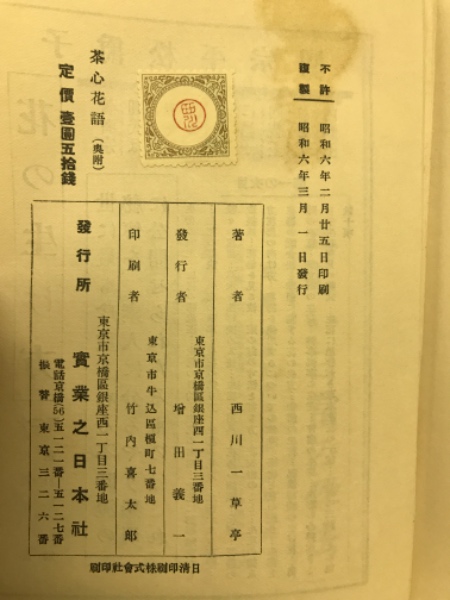 不許
複製
昭和六年二月廿五日印刷
昭和六年三月一日發行
茶心花語（奥附）
定價壹圓五拾錢
著者 西川一草亭
東京市京橋區銀座西一丁目三番地
發行者 增田義一
東京市牛込區榎町七番地
印刷者 竹內喜太郎
東京市京橋區銀座西一丁目三番地
發行所 實業之日本社
電話京橋56五一二一番―五一二七番
振替東京三二六番
日清印刷株式會社印刷